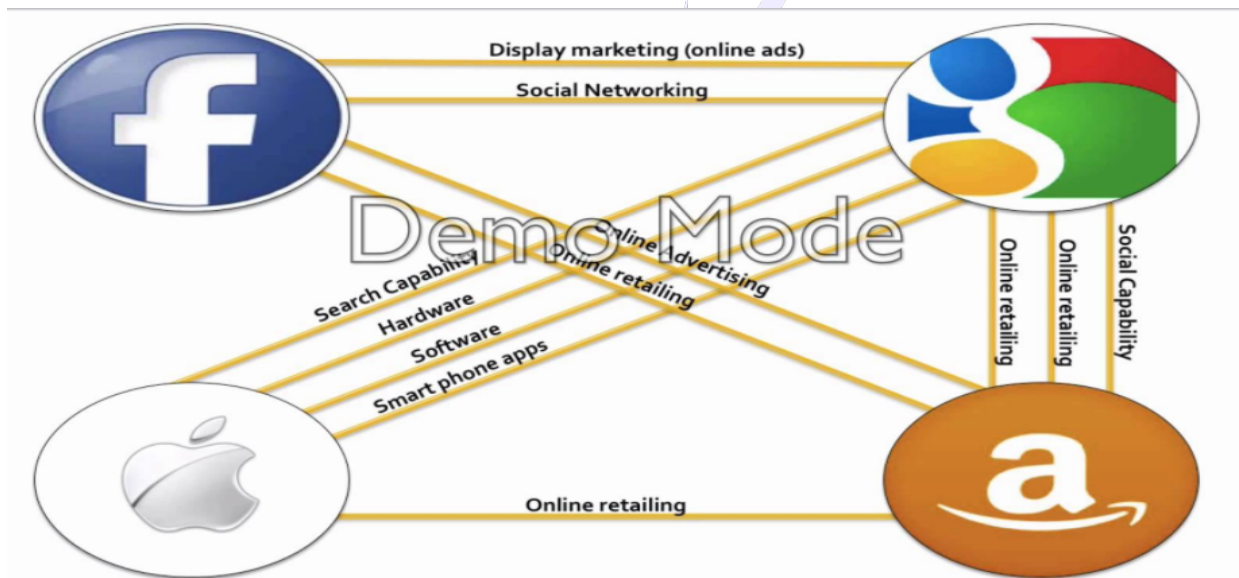 Display marketing (online ads)
Social Networking
Demo Mode
Online Advertising
Online retailing
Search Capability
Hardware
Software
Smart phone apps
Online retailing
Online retailing
Social Capability
Online retailing